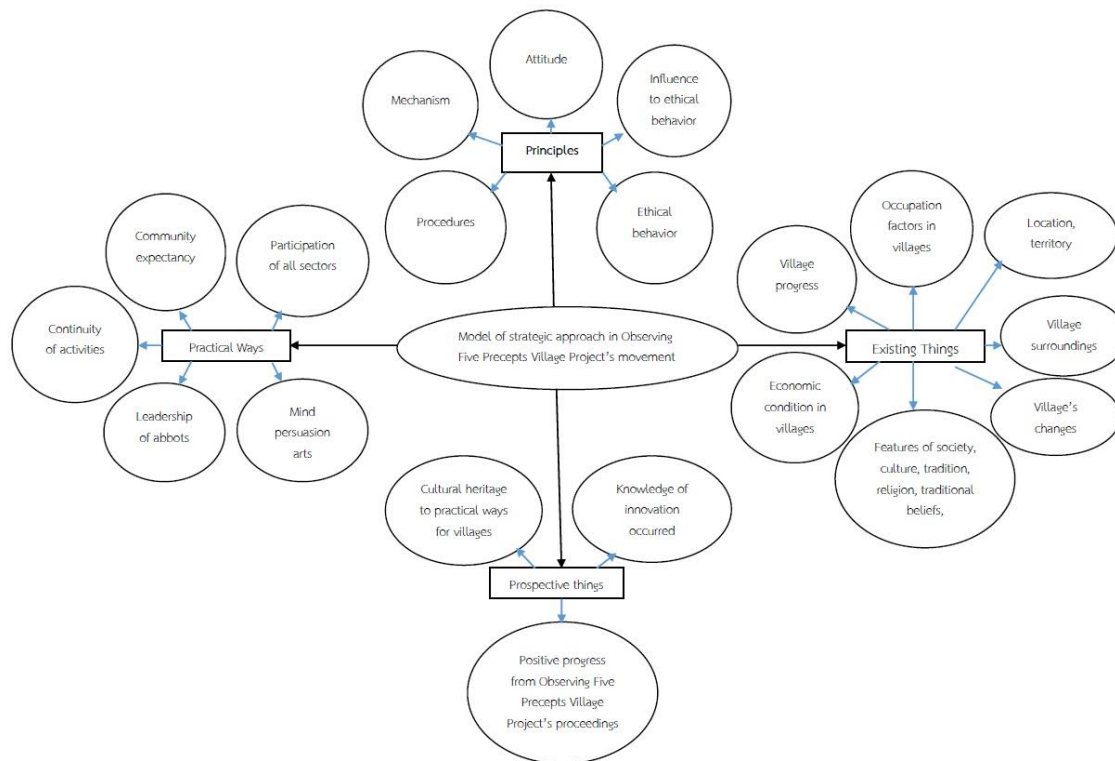 Attitude
Mechanism
Influence
to ethical
behavior
Principles
Procedures
Ethical
behavior
Community
expectancy
Participation
of all sectors
Continuity
of activities
Practical Ways
Leadership
of abbots
Mind
persuasion
arts
Model of strategic approach in Observing
Five Precepts Village Project's movement
Occupation
factors in
villages
Location,
territory
Village
progress
Village
surroundings
Existing Things
Economic
condition in
villages
Village's
changes
Features of society,
culture, tradition,
religion, traditional
beliefs,
Cultural heritage
to practical ways
for villages
Knowledge of
innovation
occurred
Prospective things
Positive progress
from Observing Five
Precepts Village
Project's proceedings